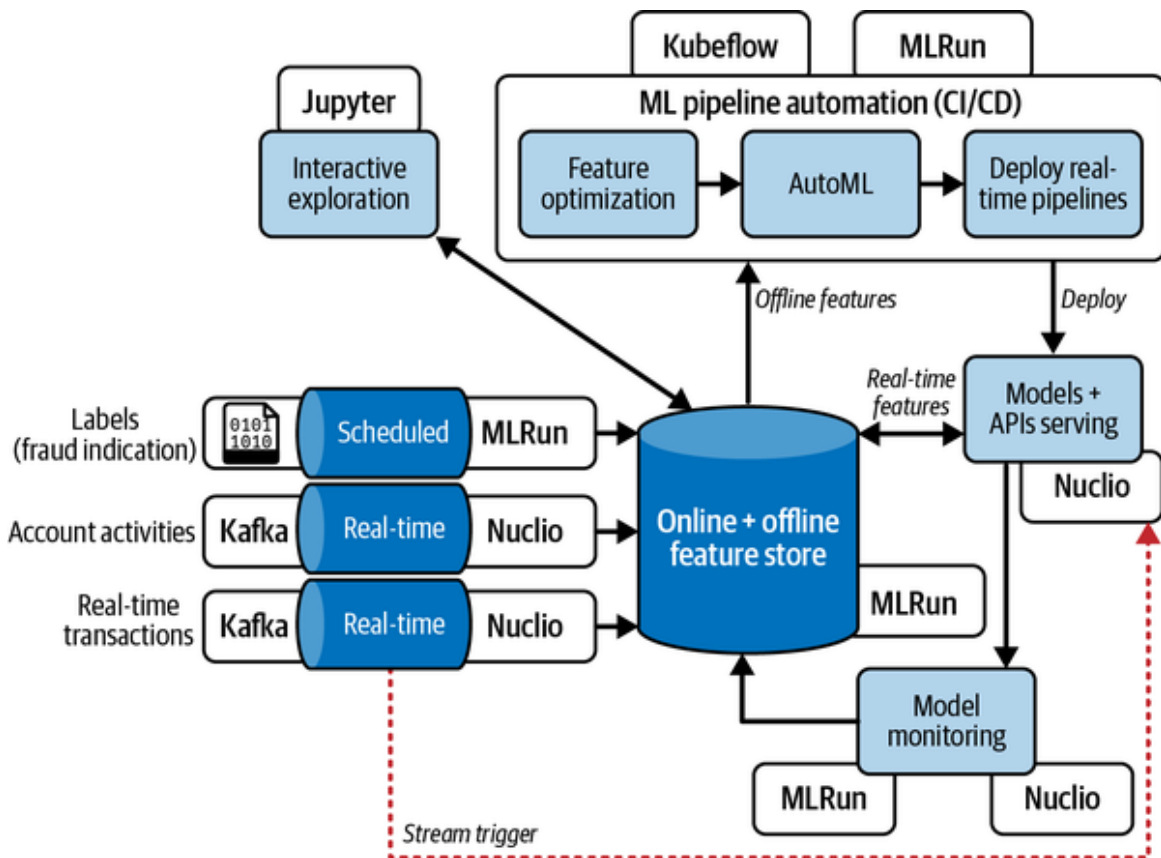 Kubeflow
MLRun
Jupyter
ML pipeline automation (CI/CD)
Interactive
exploration
Feature
optimization
AutoML
Deploy real-
time pipelines
Offline features
Deploy
Labels
(fraud indication)
0101
1010
Scheduled
MLRun
Real-time
features
Models +
APIs serving
Nuclio
Account activities
Kafka
Real-time
Nuclio
Online + offline
feature store
MLRun
Real-time
transactions
Kafka
Real-time
Nuclio
Model
monitoring
MLRun
Nuclio
Stream trigger